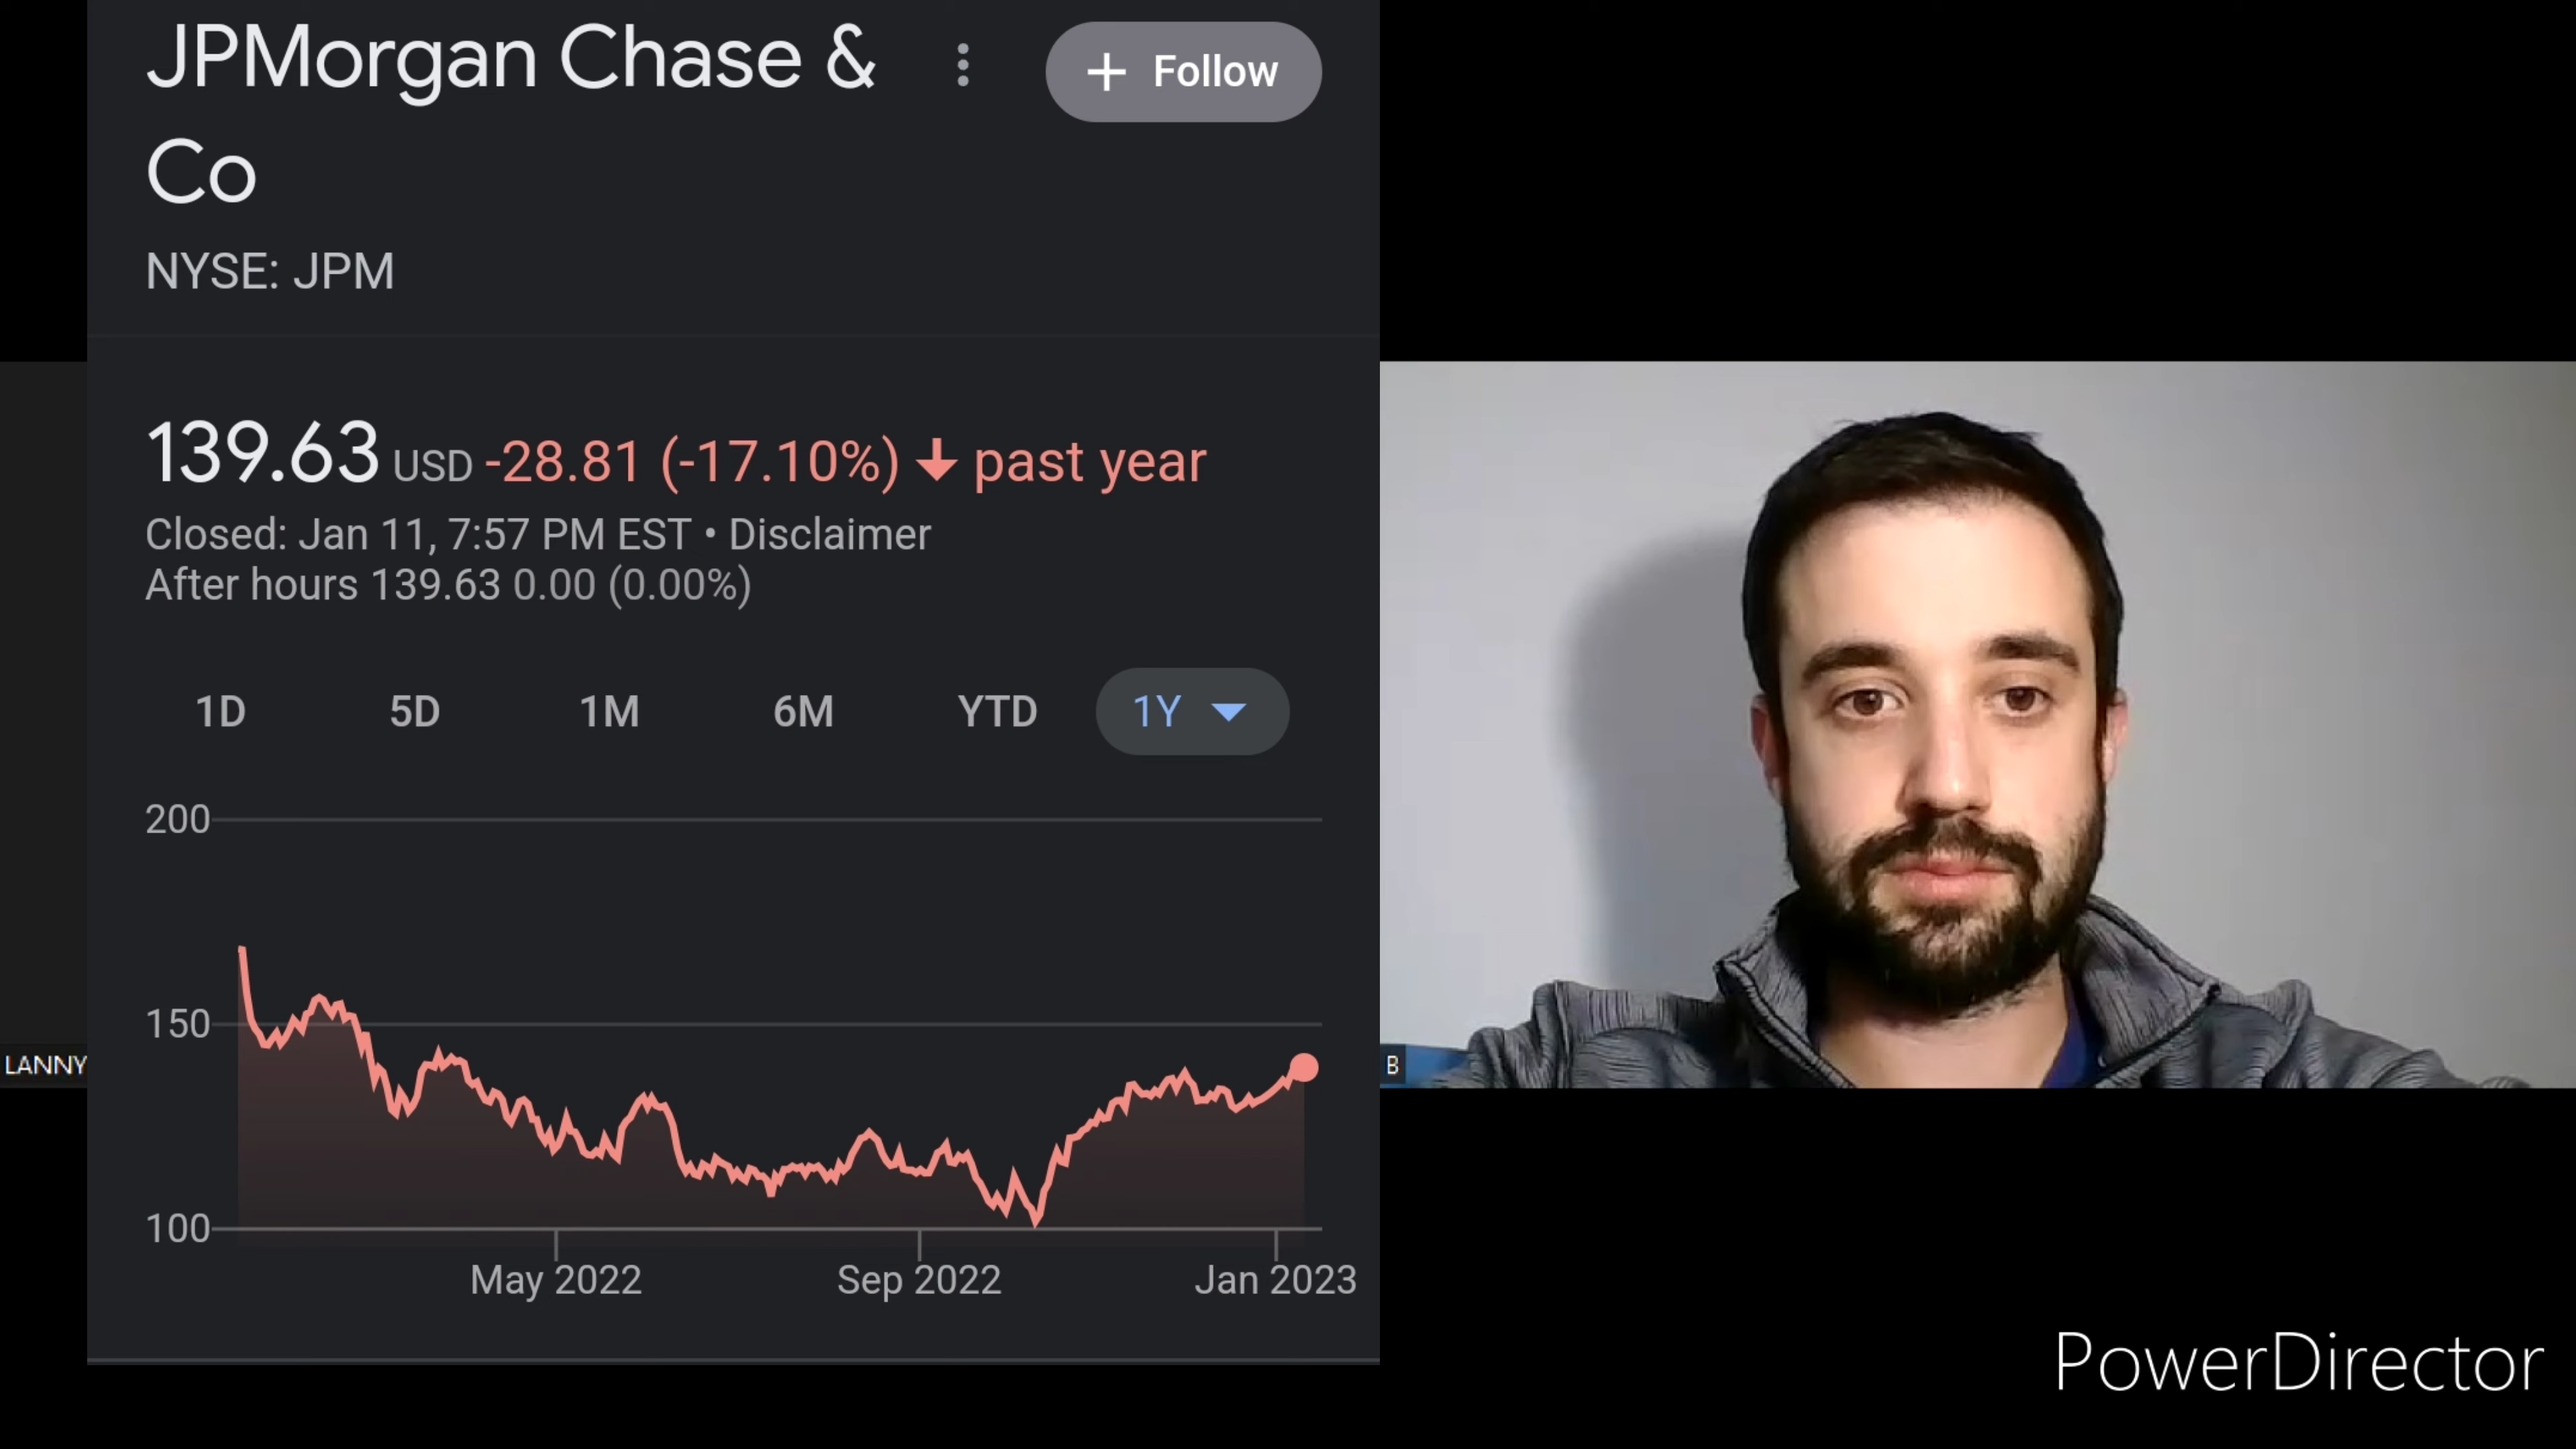 JPMorgan Chase &
Co
+ Follow
NYSE: JPM
139.63 USD -28.81 (-17.10%) ↓ past year
Closed: Jan 11, 7:57 PM EST • Disclaimer
After hours 139.63 0.00 (0.00%)
1D 5D 1M 6M YTD 1Y
200
150
100
May 2022 Sep 2022 Jan 2023
LANNY
B
PowerDirector